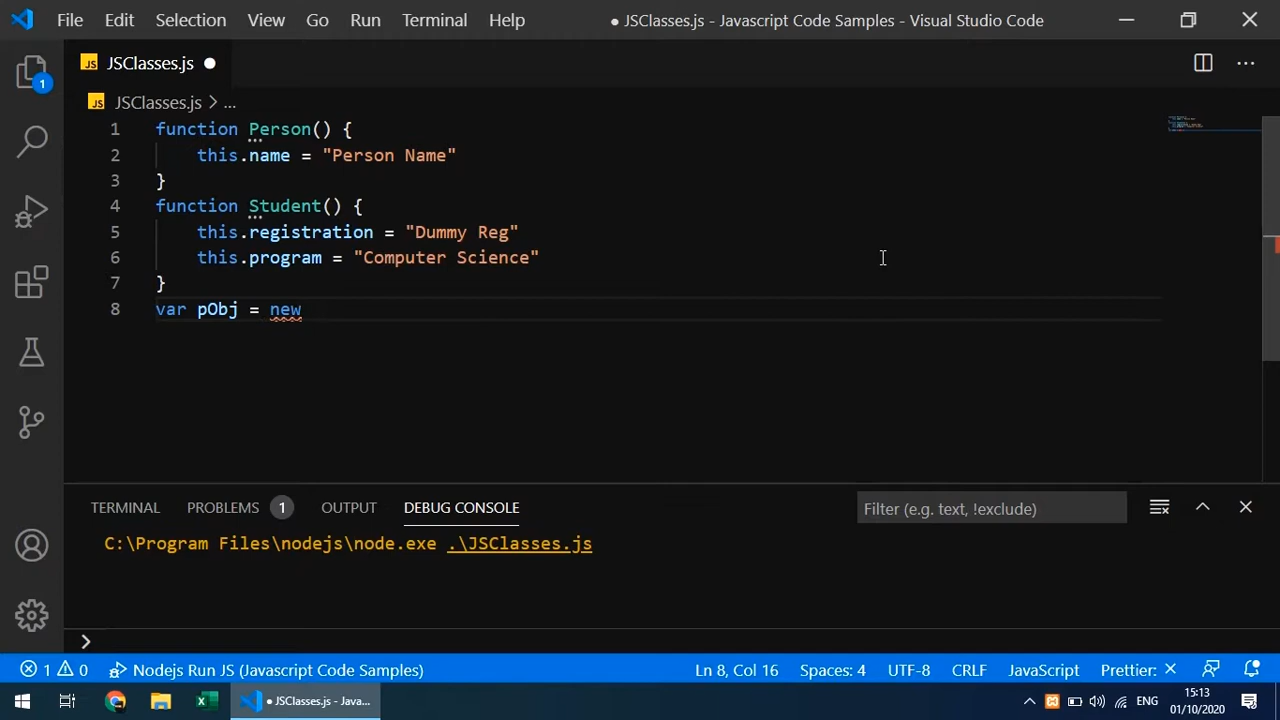 File Edit Selection View Go Run Terminal Help ● JSClasses.js - Javascript Code Samples - Visual Studio Code
JS JSClasses.js ●
JS JSClasses.js > ...
1 function Person() {
2 this.name = "Person Name"
3 }
4 function Student() {
5 this.registration = "Dummy Reg"
6 this.program = "Computer Science"
7 }
8 var pObj = new
1
TERMINAL PROBLEMS 1 OUTPUT DEBUG CONSOLE Filter (e.g. text, !exclude)
C:\Program Files\nodejs\node.exe .\JSClasses.js
>
1 0 Nodejs Run JS (Javascript Code Samples) Ln 8, Col 16 Spaces: 4 UTF-8 CRLF JavaScript Prettier: ×
● JSClasses.js - Java... ENG 15:13
01/10/2020